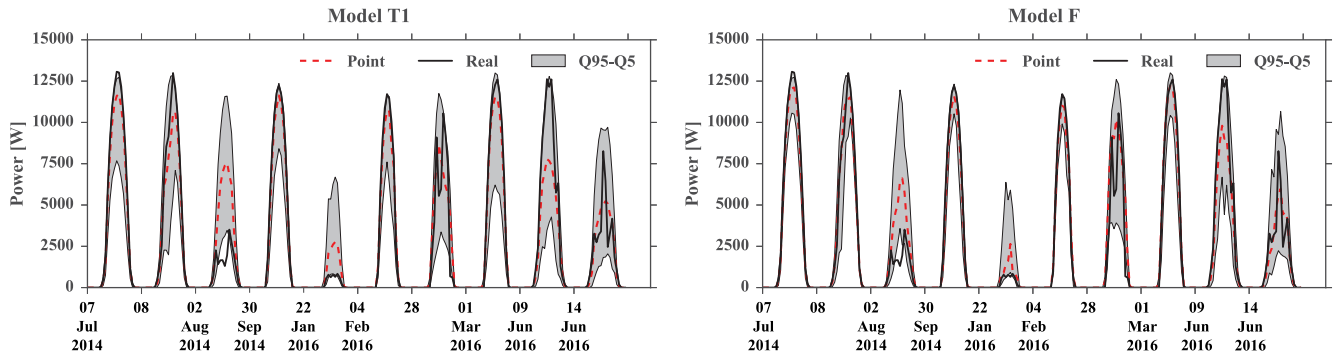 Model T1
15000
12500
10000
7500
5000
2500
0
Power [W]
Point Real Q95-Q5
07 08 02 30 22 04 28 01 09 14
Jul Aug Sep Jan Feb Mar Jun Jun
2014 2014 2014 2016 2016 2016 2016 2016
Model F
15000
12500
10000
7500
5000
2500
0
Power [W]
Point Real Q95-Q5
07 08 02 30 22 04 28 01 09 14
Jul Aug Sep Jan Feb Mar Jun Jun
2014 2014 2014 2016 2016 2016 2016 2016